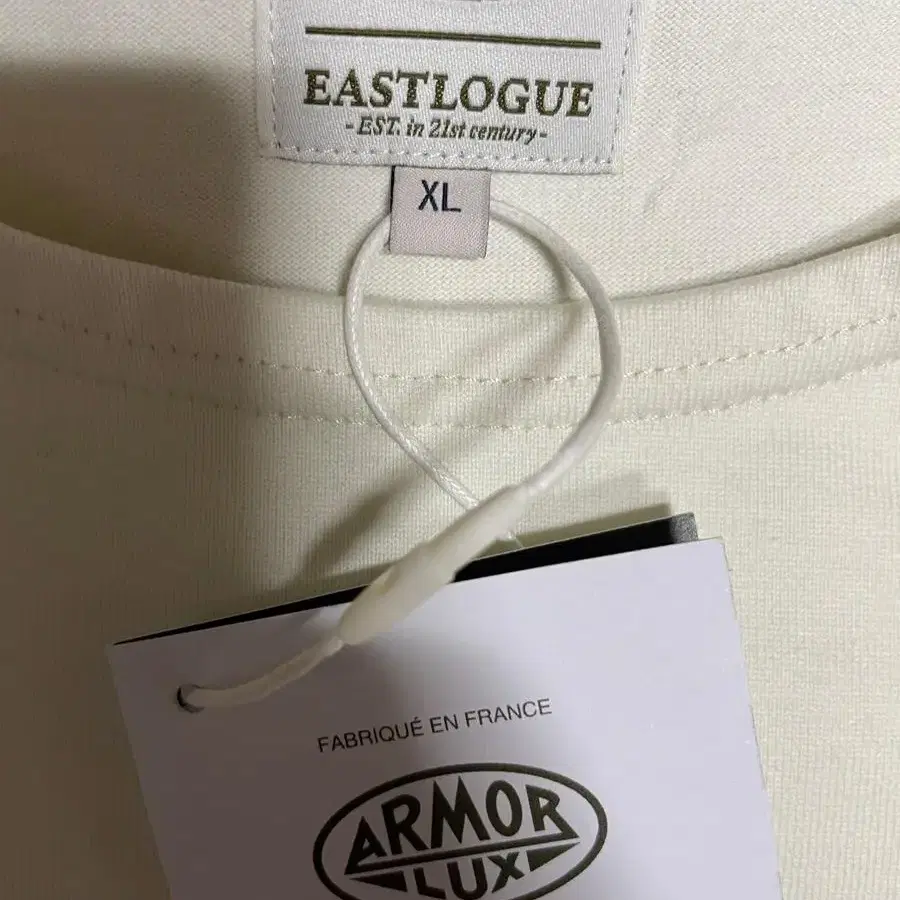 EASTLOGUE
- EST. in 21st century -
XL
FABRIQUÉ EN FRANCE
ARMOR
LUX